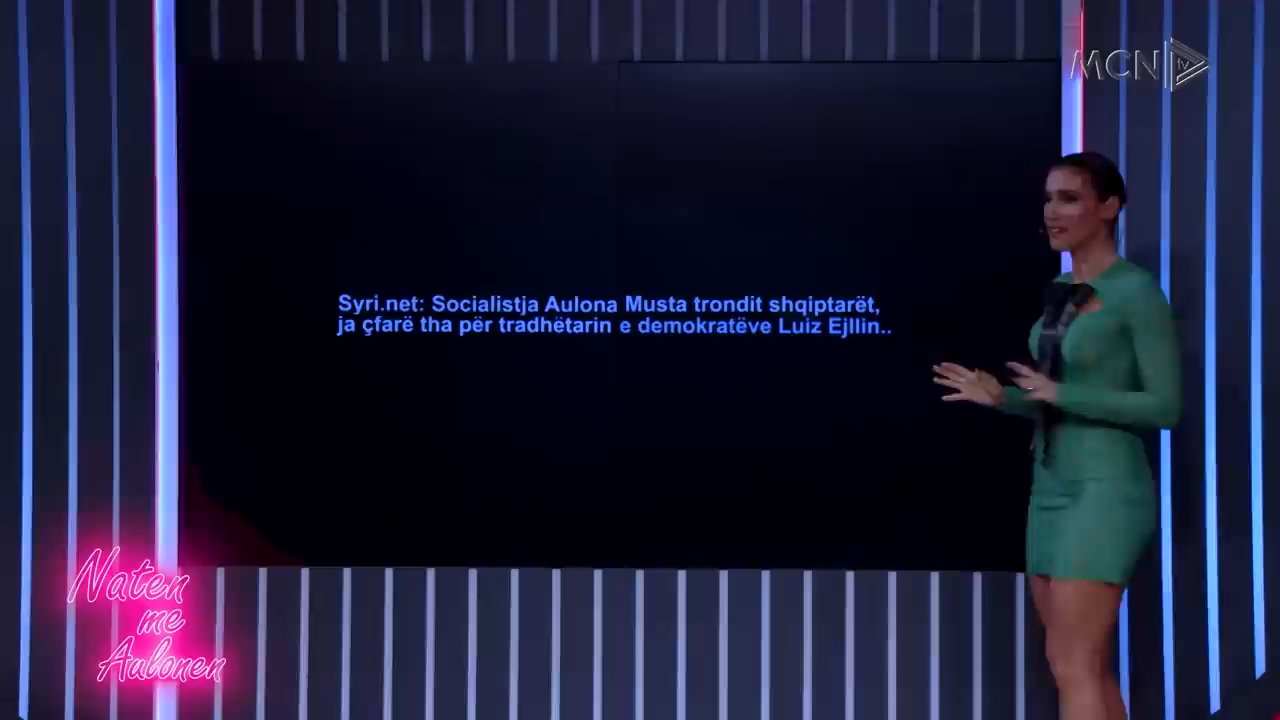 MCN tv
Syri.net: Socialistja Aulona Musta trondit shqiptarët,
ja çfarë tha për tradhëtarin e demokratëve Luiz Ejllin..
Naten
me
Aulonen